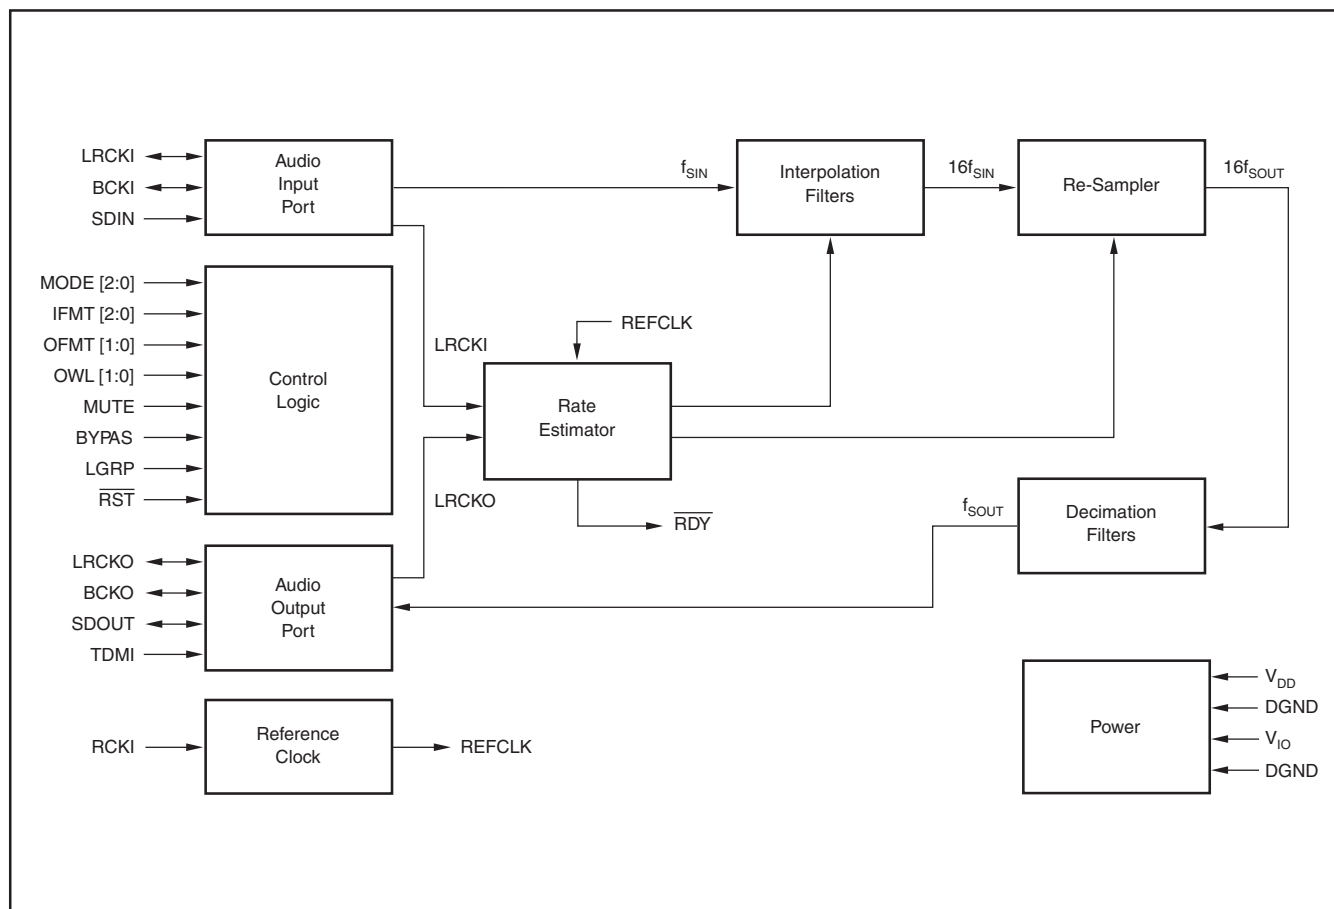 LRCKI
BCKI
SDIN
Audio
Input
Port
f_SIN
Interpolation
Filters
16f_SIN
Re-Sampler
16f_SOUT
MODE [2:0]
IFMT [2:0]
OFMT [1:0]
OWL [1:0]
MUTE
BYPAS
LGRP
R̅S̅T̅
Control
Logic
LRCKI
REFCLK
Rate
Estimator
LRCKO
R̅D̅Y̅
f_SOUT
Decimation
Filters
LRCKO
BCKO
SDOUT
TDMI
Audio
Output
Port
RCKI
Reference
Clock
REFCLK
Power
V_DD
DGND
V_IO
DGND